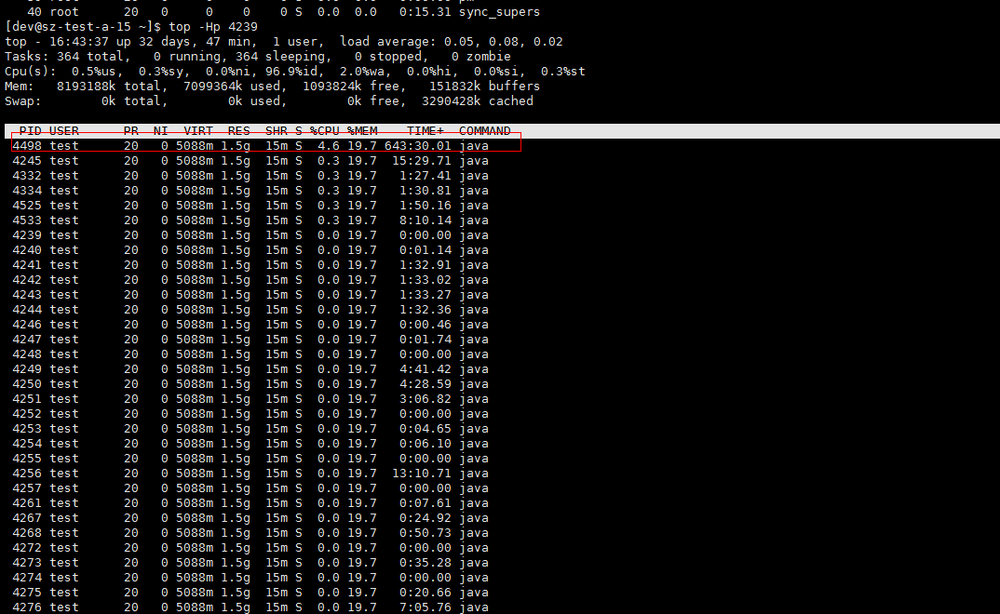 40 root 20 0 0 0 0 S 0.0 0.0 0:15.31 sync_supers
[dev@sz-test-a-15 ~]$ top -Hp 4239
top - 16:43:37 up 32 days, 47 min, 1 user, load average: 0.05, 0.08, 0.02
Tasks: 364 total, 0 running, 364 sleeping, 0 stopped, 0 zombie
Cpu(s): 0.5%us, 0.3%sy, 0.0%ni, 96.9%id, 2.0%wa, 0.0%hi, 0.0%si, 0.3%st
Mem: 8193188k total, 7099364k used, 1093824k free, 151832k buffers
Swap: 0k total, 0k used, 0k free, 3290428k cached
PID USER PR NI VIRT RES SHR S %CPU %MEM TIME+ COMMAND
4498 test 20 0 5088m 1.5g 15m S 4.6 19.7 643:30.01 java
4245 test 20 0 5088m 1.5g 15m S 0.3 19.7 15:29.71 java
4332 test 20 0 5088m 1.5g 15m S 0.3 19.7 1:27.41 java
4334 test 20 0 5088m 1.5g 15m S 0.3 19.7 1:30.81 java
4525 test 20 0 5088m 1.5g 15m S 0.3 19.7 1:50.16 java
4533 test 20 0 5088m 1.5g 15m S 0.3 19.7 8:10.14 java
4239 test 20 0 5088m 1.5g 15m S 0.0 19.7 0:00.00 java
4240 test 20 0 5088m 1.5g 15m S 0.0 19.7 0:01.14 java
4241 test 20 0 5088m 1.5g 15m S 0.0 19.7 1:32.91 java
4242 test 20 0 5088m 1.5g 15m S 0.0 19.7 1:33.02 java
4243 test 20 0 5088m 1.5g 15m S 0.0 19.7 1:33.27 java
4244 test 20 0 5088m 1.5g 15m S 0.0 19.7 1:32.36 java
4246 test 20 0 5088m 1.5g 15m S 0.0 19.7 0:00.46 java
4247 test 20 0 5088m 1.5g 15m S 0.0 19.7 0:01.74 java
4248 test 20 0 5088m 1.5g 15m S 0.0 19.7 0:00.00 java
4249 test 20 0 5088m 1.5g 15m S 0.0 19.7 4:41.42 java
4250 test 20 0 5088m 1.5g 15m S 0.0 19.7 4:28.59 java
4251 test 20 0 5088m 1.5g 15m S 0.0 19.7 3:06.82 java
4252 test 20 0 5088m 1.5g 15m S 0.0 19.7 0:00.00 java
4253 test 20 0 5088m 1.5g 15m S 0.0 19.7 0:04.65 java
4254 test 20 0 5088m 1.5g 15m S 0.0 19.7 0:06.10 java
4255 test 20 0 5088m 1.5g 15m S 0.0 19.7 0:00.00 java
4256 test 20 0 5088m 1.5g 15m S 0.0 19.7 13:10.71 java
4257 test 20 0 5088m 1.5g 15m S 0.0 19.7 0:00.00 java
4261 test 20 0 5088m 1.5g 15m S 0.0 19.7 0:07.61 java
4267 test 20 0 5088m 1.5g 15m S 0.0 19.7 0:24.92 java
4268 test 20 0 5088m 1.5g 15m S 0.0 19.7 0:50.73 java
4272 test 20 0 5088m 1.5g 15m S 0.0 19.7 0:00.00 java
4273 test 20 0 5088m 1.5g 15m S 0.0 19.7 0:35.28 java
4274 test 20 0 5088m 1.5g 15m S 0.0 19.7 0:00.00 java
4275 test 20 0 5088m 1.5g 15m S 0.0 19.7 0:20.66 java
4276 test 20 0 5088m 1.5g 15m S 0.0 19.7 7:05.76 java